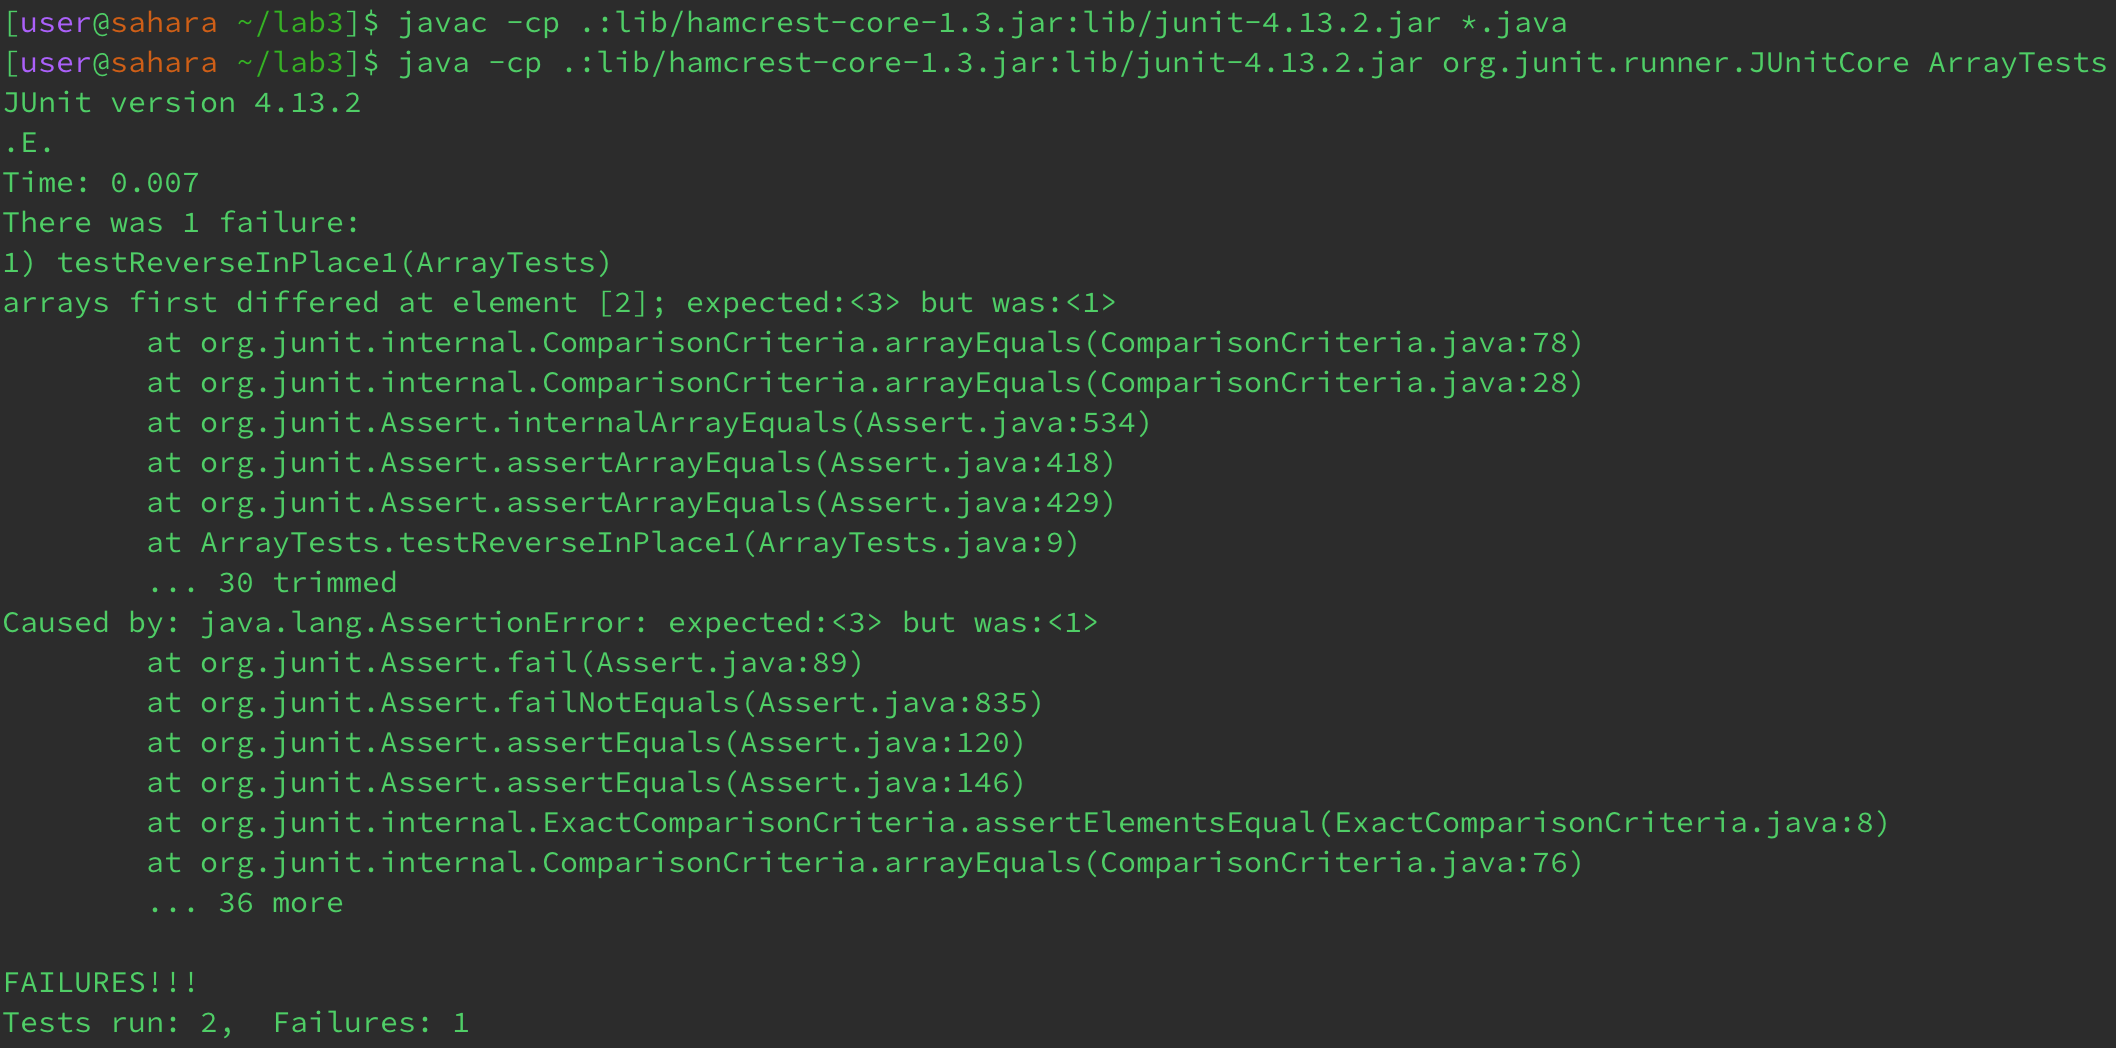 [user@sahara ~/lab3]$ javac -cp .:lib/hamcrest-core-1.3.jar:lib/junit-4.13.2.jar *.java
[user@sahara ~/lab3]$ java -cp .:lib/hamcrest-core-1.3.jar:lib/junit-4.13.2.jar org.junit.runner.JUnitCore ArrayTests
JUnit version 4.13.2
.E.
Time: 0.007
There was 1 failure:
1) testReverseInPlace1(ArrayTests)
arrays first differed at element [2]; expected:<3> but was:<1>
        at org.junit.internal.ComparisonCriteria.arrayEquals(ComparisonCriteria.java:78)
        at org.junit.internal.ComparisonCriteria.arrayEquals(ComparisonCriteria.java:28)
        at org.junit.Assert.internalArrayEquals(Assert.java:534)
        at org.junit.Assert.assertArrayEquals(Assert.java:418)
        at org.junit.Assert.assertArrayEquals(Assert.java:429)
        at ArrayTests.testReverseInPlace1(ArrayTests.java:9)
        ... 30 trimmed
Caused by: java.lang.AssertionError: expected:<3> but was:<1>
        at org.junit.Assert.fail(Assert.java:89)
        at org.junit.Assert.failNotEquals(Assert.java:835)
        at org.junit.Assert.assertEquals(Assert.java:120)
        at org.junit.Assert.assertEquals(Assert.java:146)
        at org.junit.internal.ExactComparisonCriteria.assertElementsEqual(ExactComparisonCriteria.java:8)
        at org.junit.internal.ComparisonCriteria.arrayEquals(ComparisonCriteria.java:76)
        ... 36 more

FAILURES!!!
Tests run: 2,  Failures: 1